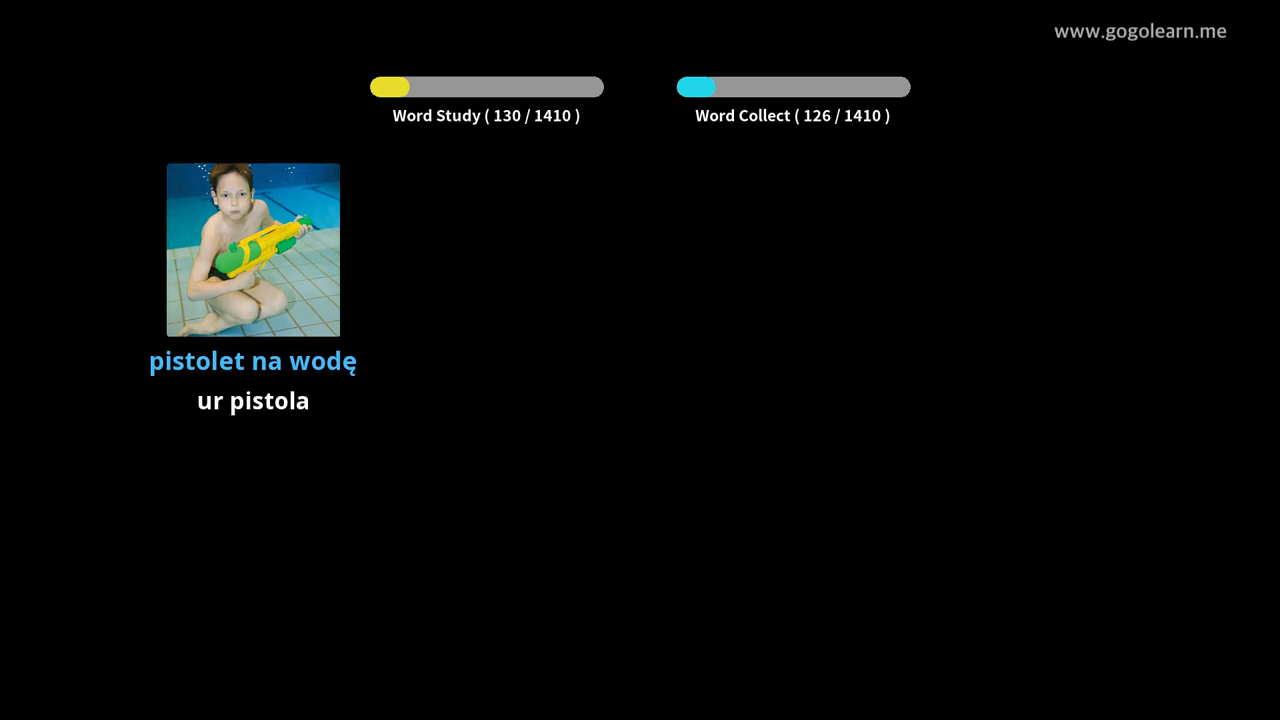 www.gogolearn.me
Word Study ( 130 / 1410 )
Word Collect ( 126 / 1410 )
pistolet na wodę
ur pistola